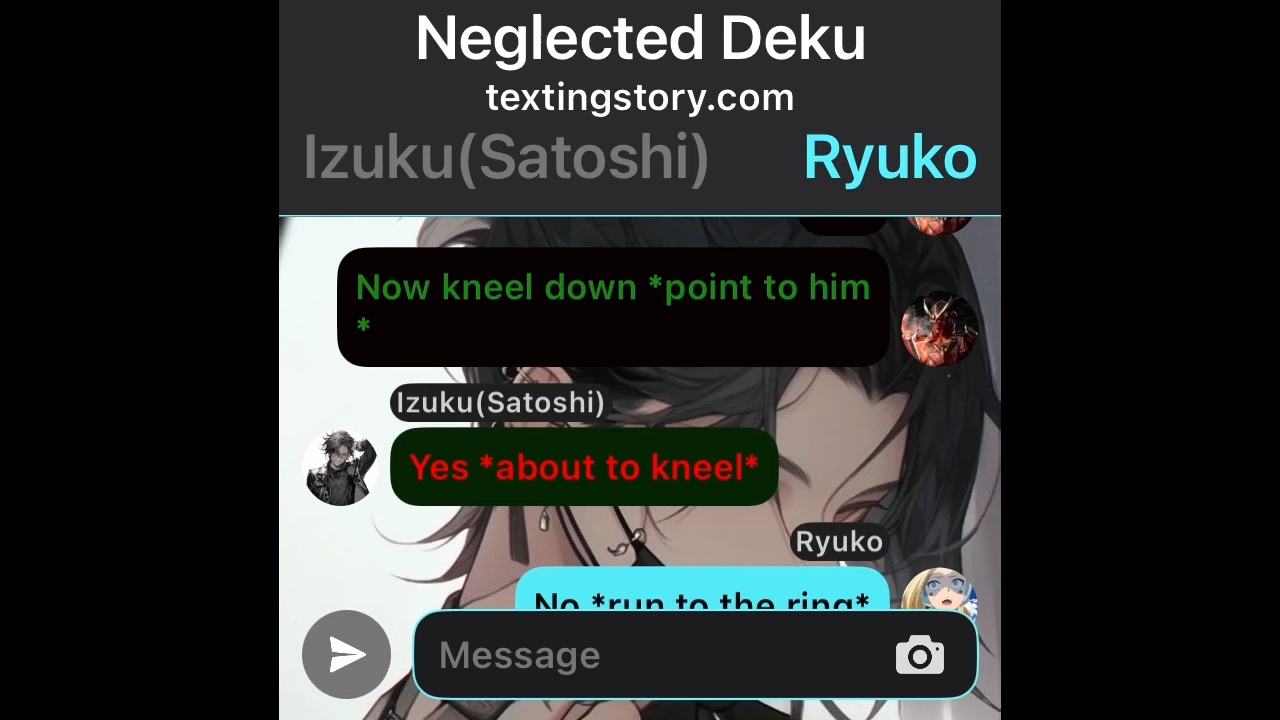 Neglected Deku
textingstory.com
Izuku(Satoshi) Ryuko
Now kneel down *point to him
*
Izuku(Satoshi)
Yes *about to kneel*
Ryuko
No *run to the ring*
Message